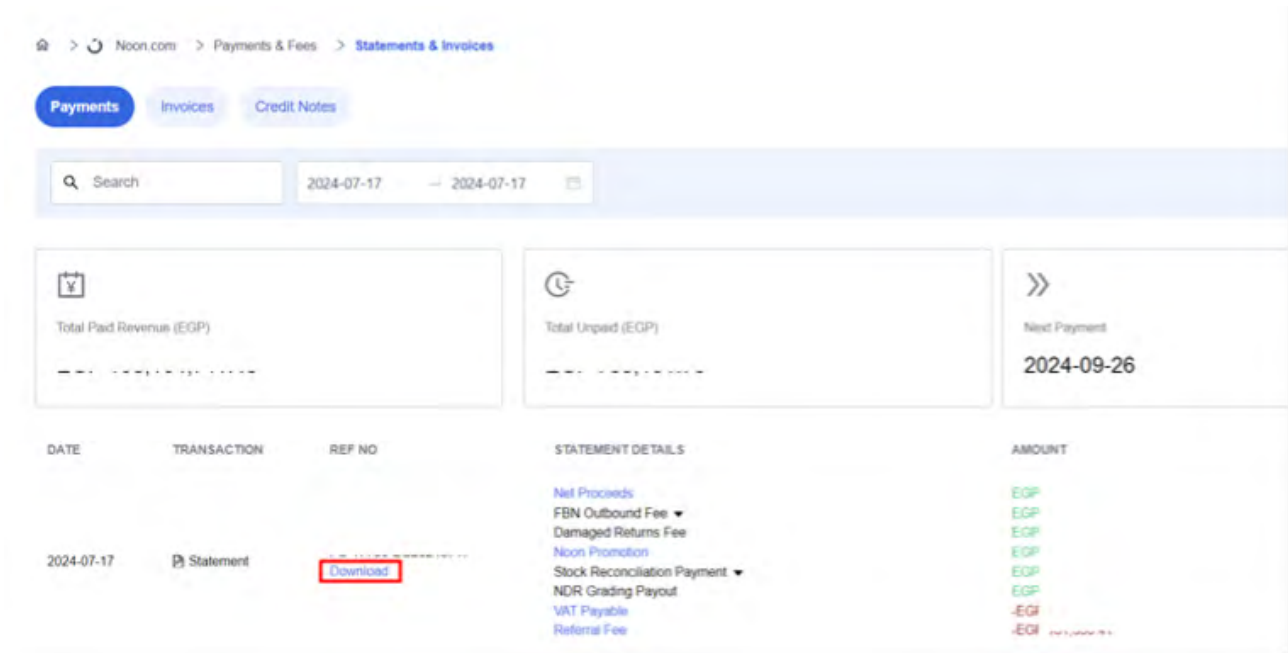 Noon.com > Payments & Fees > Statements & Invoices
Payments Invoices Credit Notes
Search 2024-07-17 → 2024-07-17
Total Paid Revenue (EGP) Total Unpaid (EGP) Next Payment
2024-09-26
DATE TRANSACTION REF NO STATEMENT DETAILS AMOUNT
Net Proceeds EGP
FBN Outbound Fee EGP
Damaged Returns Fee EGP
2024-07-17 Statement Noon Promotion EGP
Download Stock Reconciliation Payment EGP
NDR Grading Payout EGP
VAT Payable
Referral Fee